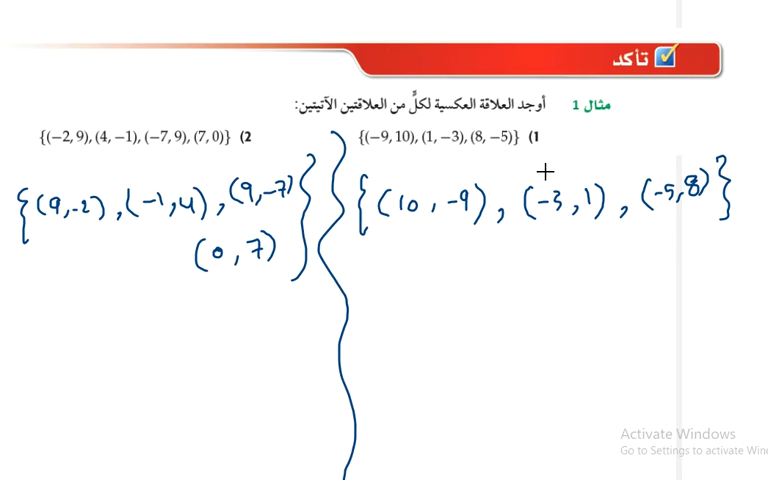 تأكد
مثال 1 أوجد العلاقة العكسية لكلٍّ من العلاقتين الآتيتين:
1) {(−9, 10), (1, −3), (8, −5)}
2) {(−2, 9), (4, −1), (−7, 9), (7, 0)}
{(10, -9), (-3, 1), (-5, 8)}
{(9, -2), (-1, 4), (9, -7)
(0, 7)}
Activate Windows
Go to Settings to activate Win